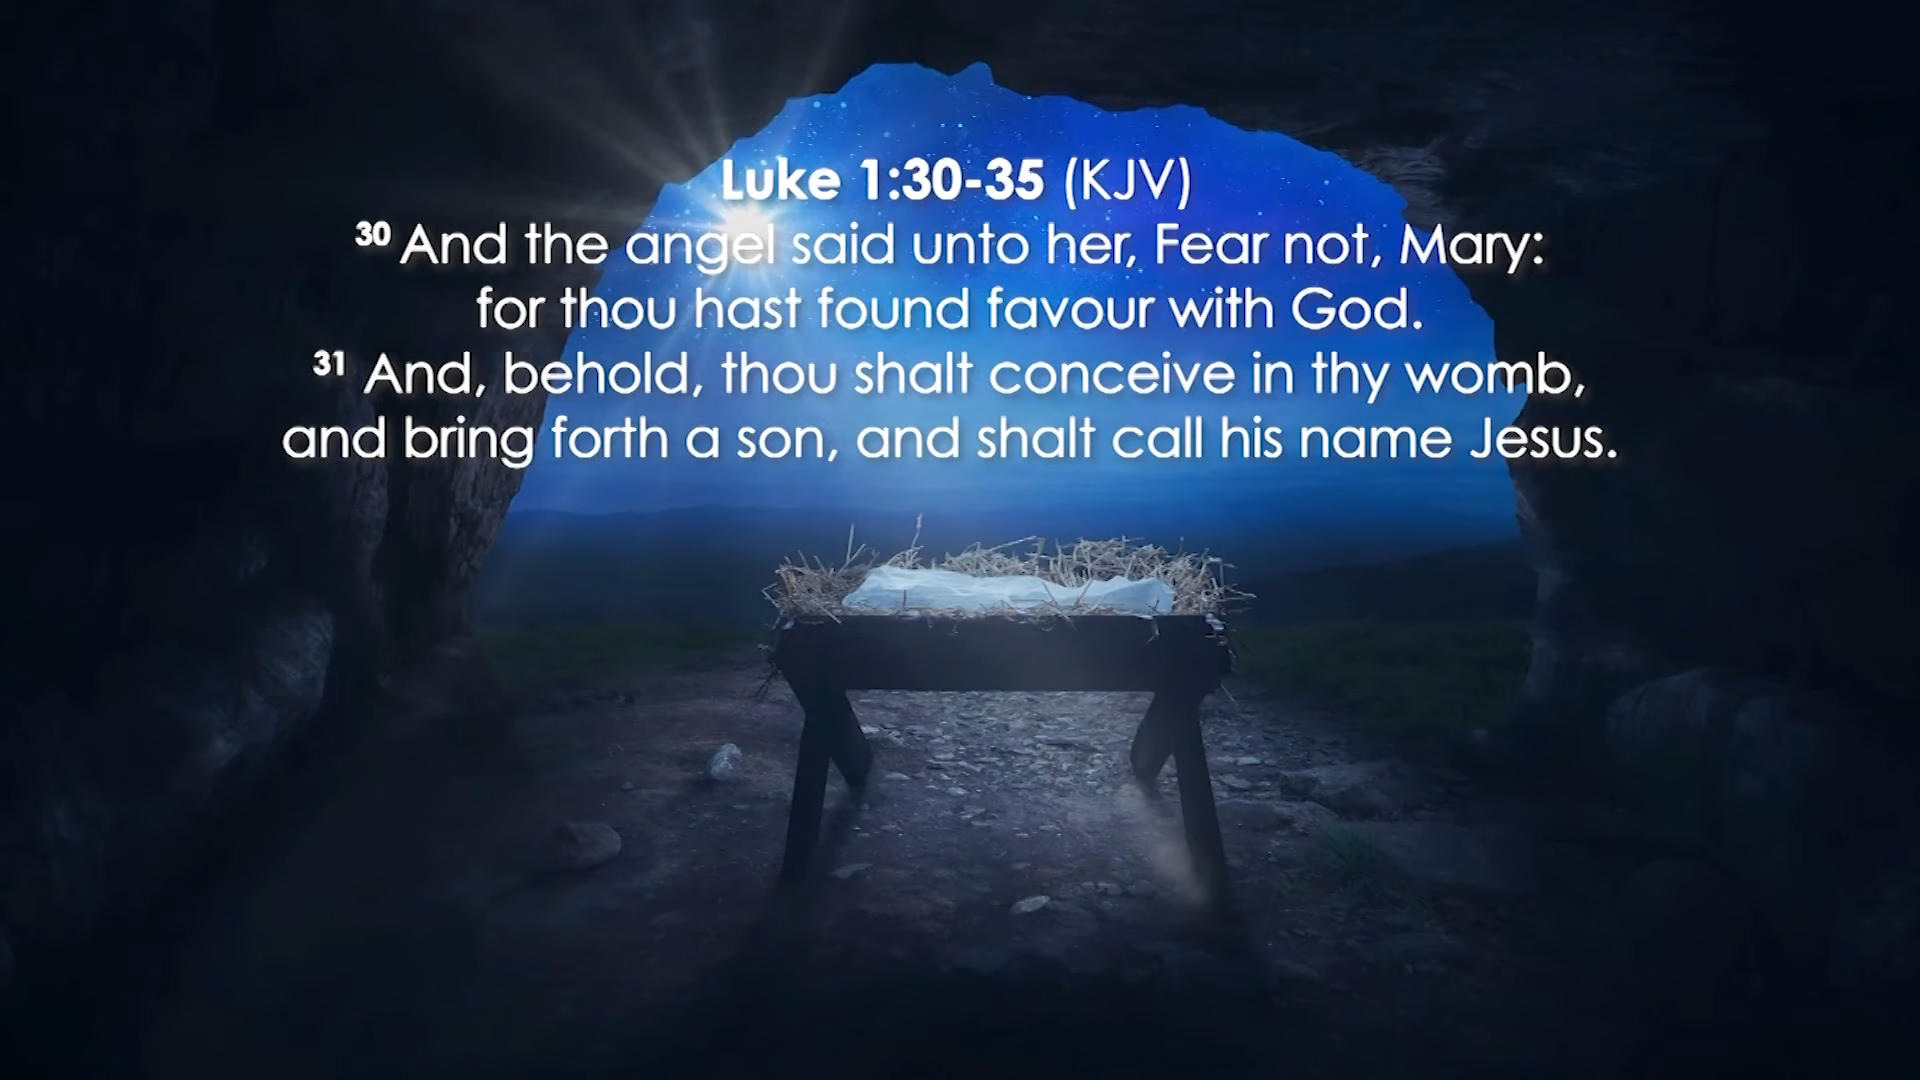 Luke 1:30-35 (KJV)
30 And the angel said unto her, Fear not, Mary:
for thou hast found favour with God.
31 And, behold, thou shalt conceive in thy womb,
and bring forth a son, and shalt call his name Jesus.